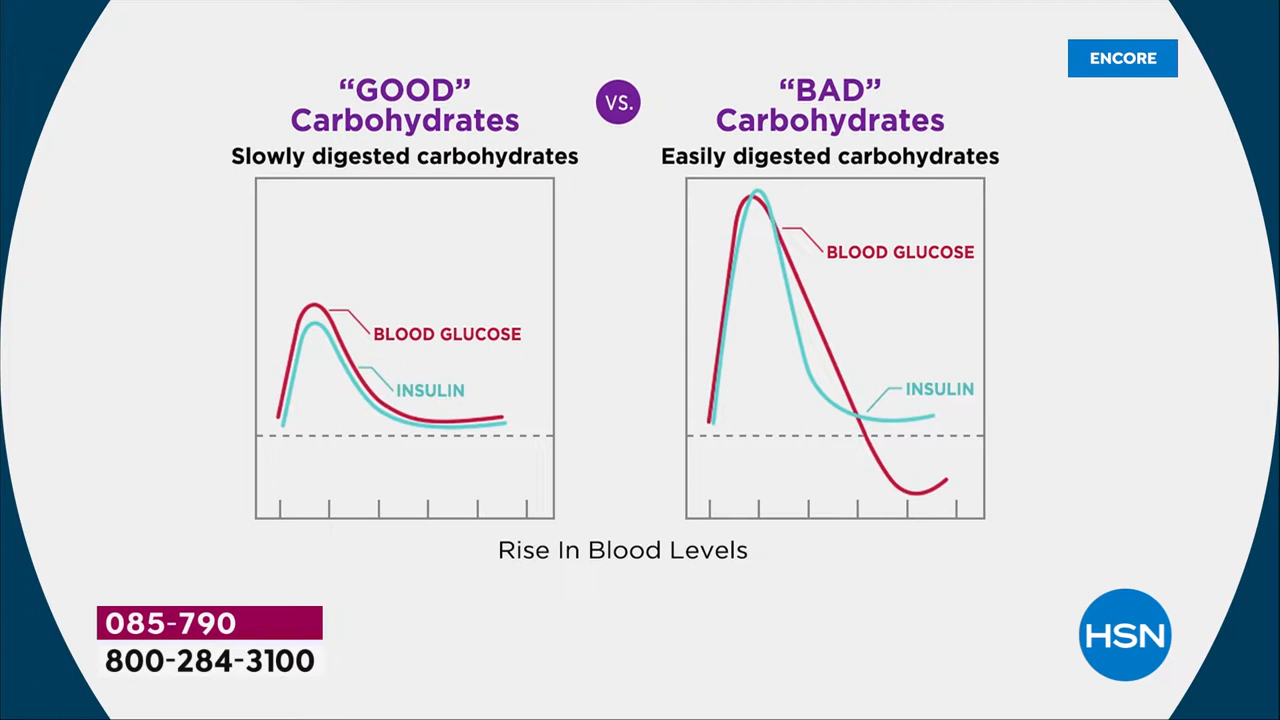 ENCORE
“GOOD”
Carbohydrates
Slowly digested carbohydrates
VS.
“BAD”
Carbohydrates
Easily digested carbohydrates
BLOOD GLUCOSE
INSULIN
BLOOD GLUCOSE
INSULIN
Rise In Blood Levels
085-790
800-284-3100
HSN